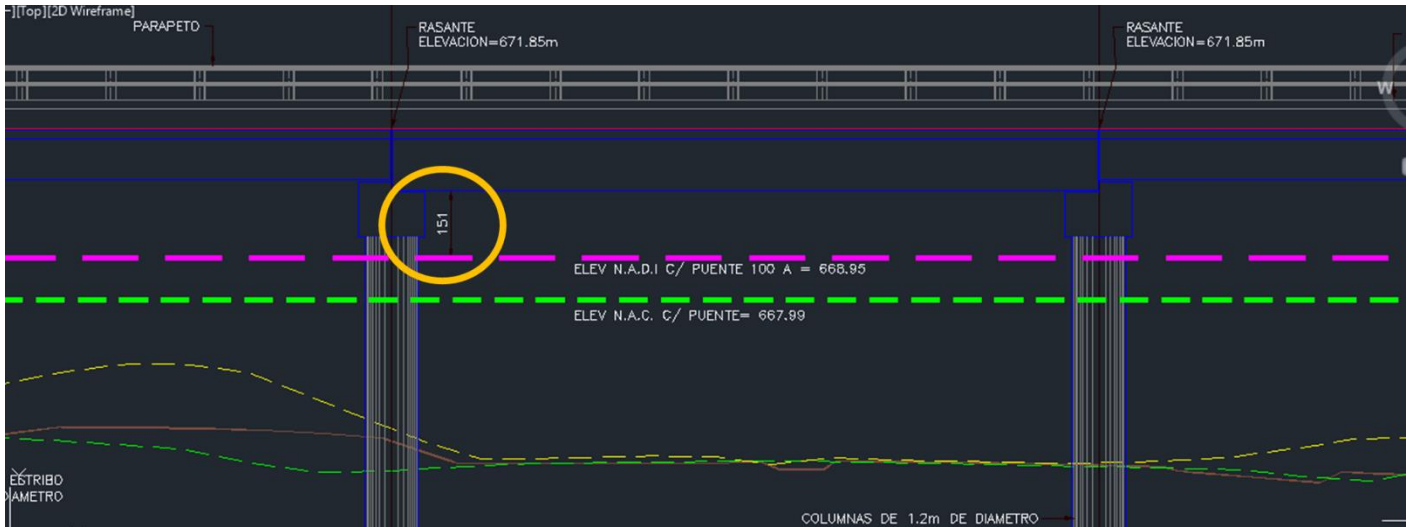 -][Top][2D Wireframe]
PARAPETO
RASANTE
ELEVACION=671.85m
RASANTE
ELEVACION=671.85m
W
151
ELEV N.A.D.I C/ PUENTE 100 A = 668.95
ELEV N.A.C. C/ PUENTE= 667.99
ESTRIBO
DIAMETRO
COLUMNAS DE 1.2m DE DIAMETRO